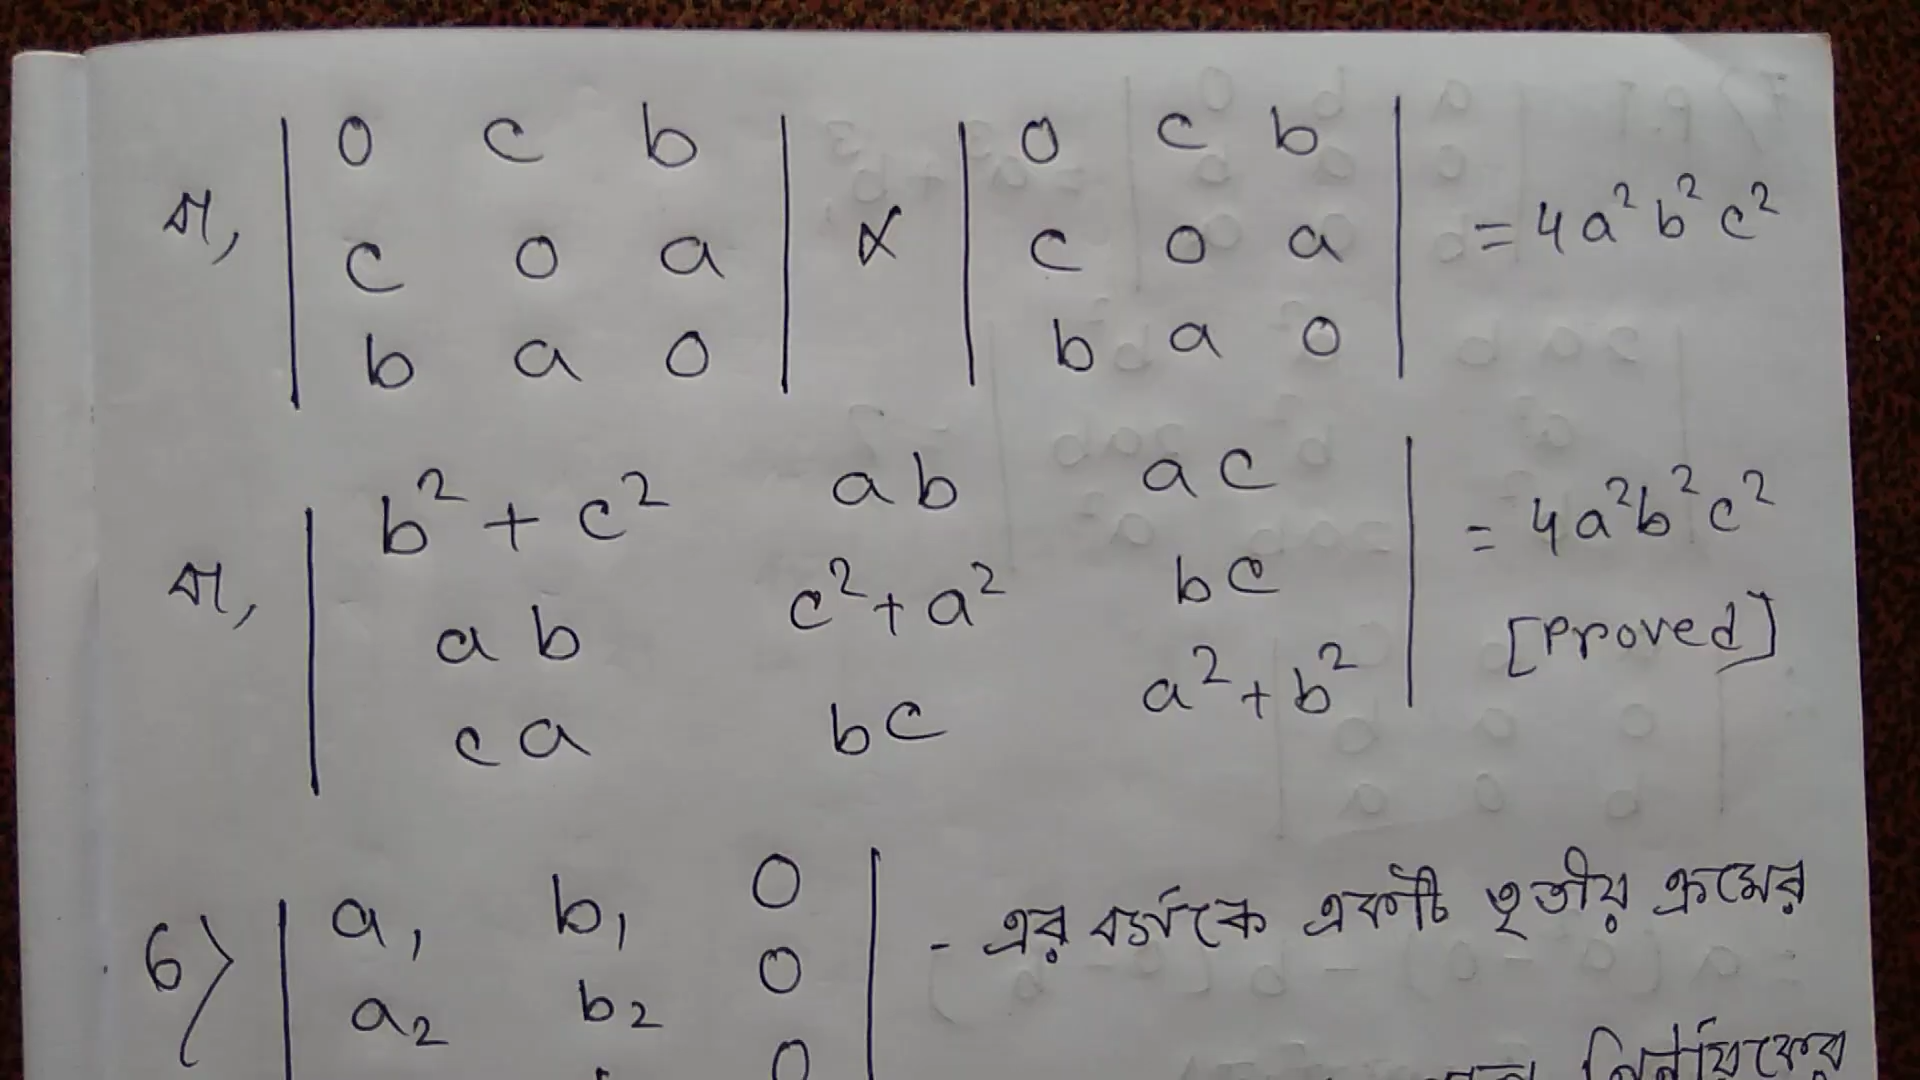 বা, | 0 c b | × | 0 c b | = 4a²b²c²
| c 0 a | | c 0 a |
| b a 0 | | b a 0 |
বা, | b² + c² ab ac | = 4a²b²c²
| ab c² + a² bc | [Proved]
| ca bc a² + b² |
6) | a₁ b₁ 0 | - এর বর্গকে একটি তৃতীয় ক্রমের
| a₂ b₂ 0 |
0 | নির্ণায়কের